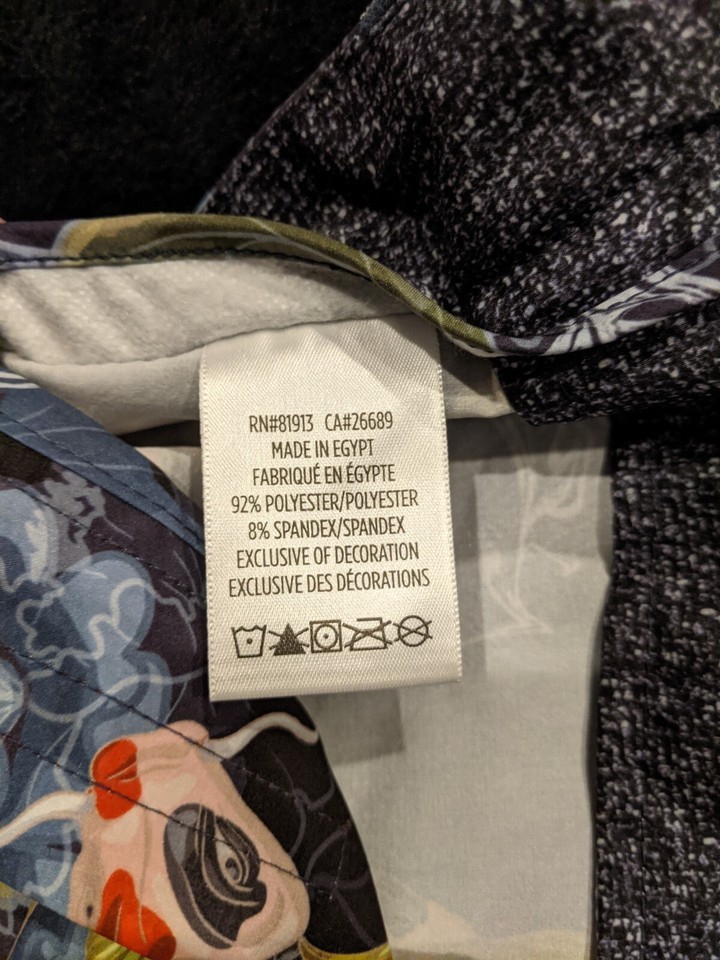 RN#81913 CA#26689
MADE IN EGYPT
FABRIQUÉ EN ÉGYPTE
92% POLYESTER/POLYESTER
8% SPANDEX/SPANDEX
EXCLUSIVE OF DECORATION
EXCLUSIVE DES DÉCORATIONS